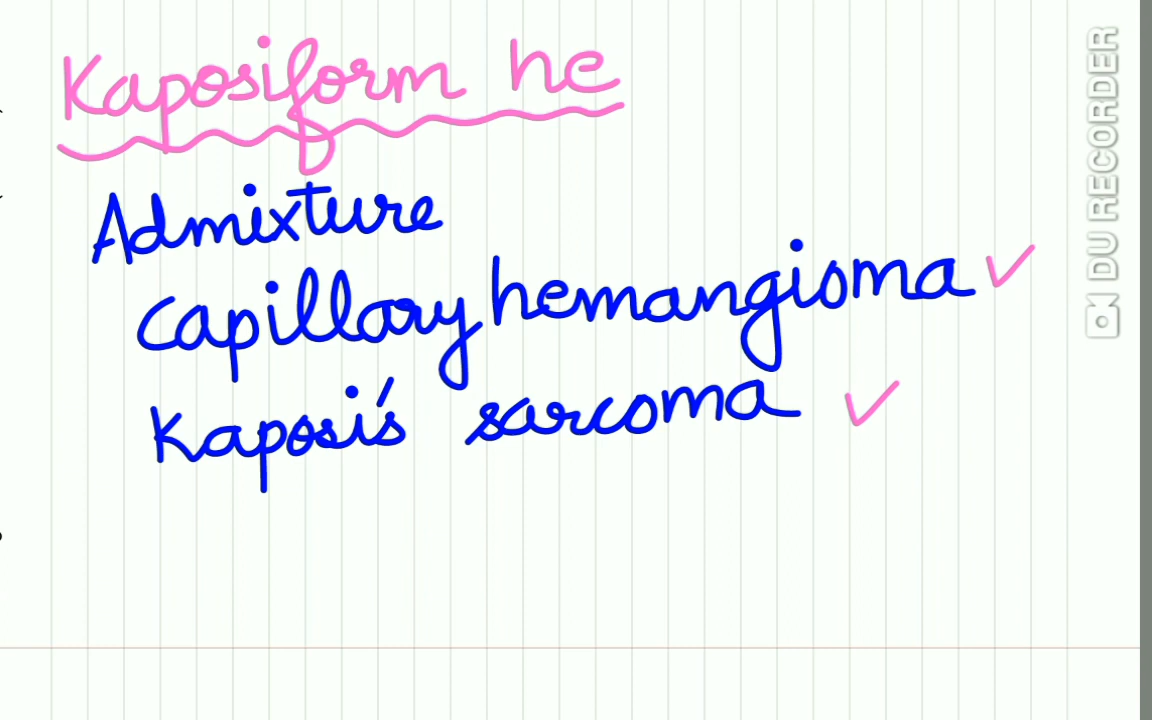 Kaposiform he
Admixture
capillary hemangioma ✓
Kaposi's sarcoma ✓
DU RECORDER